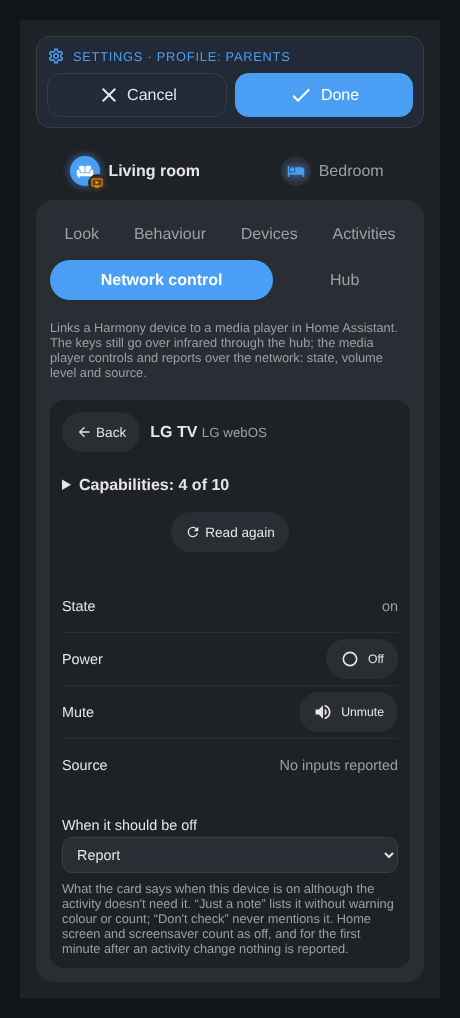 SETTINGS · PROFILE: PARENTS
Cancel
Done
Living room
Bedroom
Look
Behaviour
Devices
Activities
Network control
Hub
Links a Harmony device to a media player in Home Assistant.
The keys still go over infrared through the hub; the media
player controls and reports over the network: state, volume
level and source.
Back
LG TV LG webOS
Capabilities: 4 of 10
Read again
State
on
Power
Off
Mute
Unmute
Source
No inputs reported
When it should be off
Report
What the card says when this device is on although the
activity doesn't need it. “Just a note” lists it without warning
colour or count; “Don't check” never mentions it. Home
screen and screensaver count as off, and for the first
minute after an activity change nothing is reported.